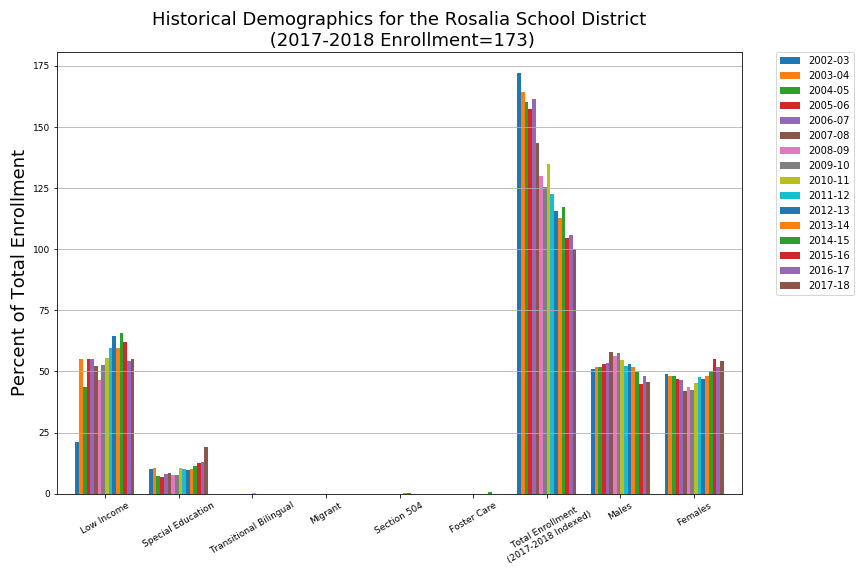 Historical Demographics for the Rosalia School District
(2017-2018 Enrollment=173)
Percent of Total Enrollment
175
150
125
100
75
50
25
0
Low Income
Special Education
Transitional Bilingual
Migrant
Section 504
Foster Care
Total Enrollment
(2017-2018 Indexed)
Males
Females
2002-03
2003-04
2004-05
2005-06
2006-07
2007-08
2008-09
2009-10
2010-11
2011-12
2012-13
2013-14
2014-15
2015-16
2016-17
2017-18